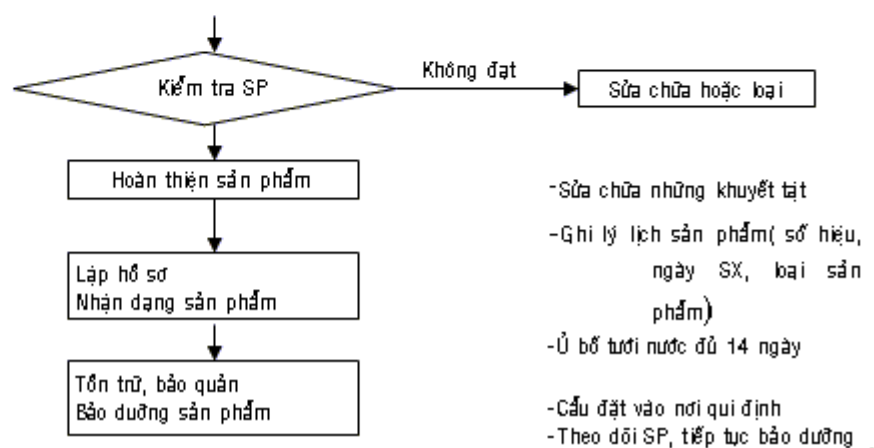 Kiểm tra SP
Không đạt
Sửa chữa hoặc loại
Hoàn thiện sản phẩm
-Sửa chữa những khuyết tật
-Ghi lý lịch sản phẩm( số hiệu,
ngày SX, loại sản
phẩm)
Lập hồ sơ
Nhận dạng sản phẩm
-Ủ bố tưới nước đủ 14 ngày
Tồn trữ, bảo quản
Bảo dưỡng sản phẩm
-Cẩu đặt vào nơi qui định
-Theo dõi SP, tiếp tục bảo dưỡng